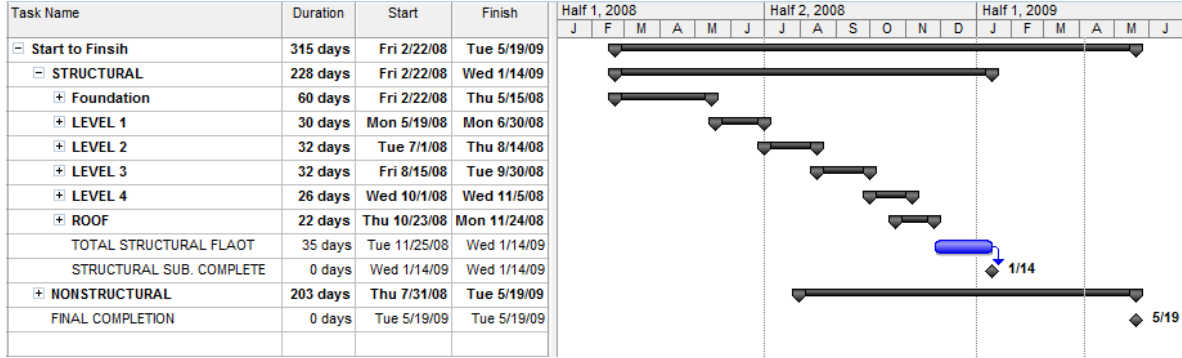 Task Name Duration Start Finish Half 1, 2008 Half 2, 2008 Half 1, 2009
J F M A M J J A S O N D J F M A M J
Start to Finsih 315 days Fri 2/22/08 Tue 5/19/09
STRUCTURAL 228 days Fri 2/22/08 Wed 1/14/09
Foundation 60 days Fri 2/22/08 Thu 5/15/08
LEVEL 1 30 days Mon 5/19/08 Mon 6/30/08
LEVEL 2 32 days Tue 7/1/08 Thu 8/14/08
LEVEL 3 32 days Fri 8/15/08 Tue 9/30/08
LEVEL 4 26 days Wed 10/1/08 Wed 11/5/08
ROOF 22 days Thu 10/23/08 Mon 11/24/08
TOTAL STRUCTURAL FLAOT 35 days Tue 11/25/08 Wed 1/14/09
STRUCTURAL SUB. COMPLETE 0 days Wed 1/14/09 Wed 1/14/09 1/14
NONSTRUCTURAL 203 days Thu 7/31/08 Tue 5/19/09
FINAL COMPLETION 0 days Tue 5/19/09 Tue 5/19/09 5/19